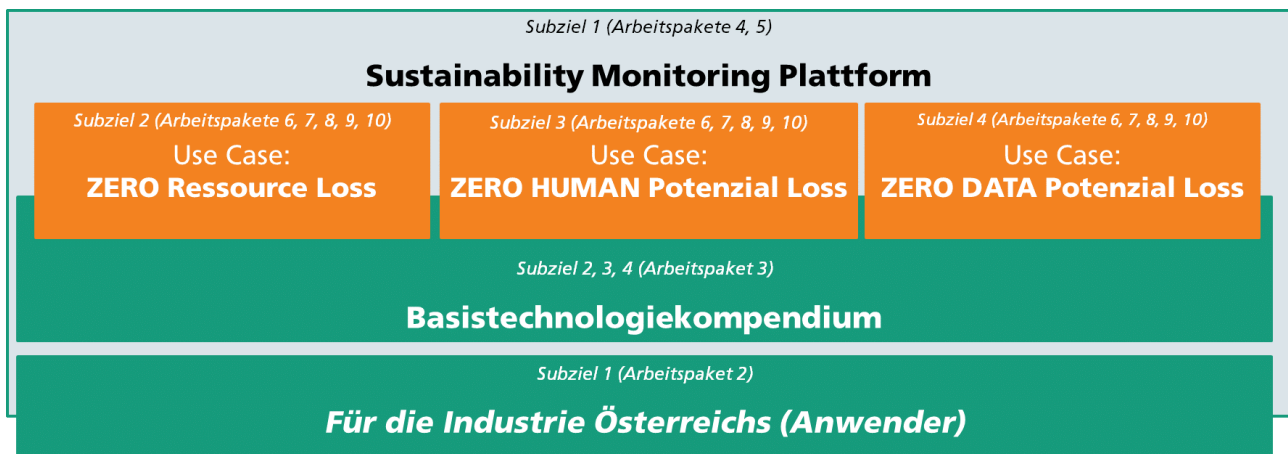 Subziel 1 (Arbeitspakete 4, 5)
Sustainability Monitoring Plattform
Subziel 2 (Arbeitspakete 6, 7, 8, 9, 10)
Use Case:
ZERO Ressource Loss
Subziel 3 (Arbeitspakete 6, 7, 8, 9, 10)
Use Case:
ZERO HUMAN Potenzial Loss
Subziel 4 (Arbeitspakete 6, 7, 8, 9, 10)
Use Case:
ZERO DATA Potenzial Loss
Subziel 2, 3, 4 (Arbeitspaket 3)
Basistechnologiekompendium
Subziel 1 (Arbeitspaket 2)
Für die Industrie Österreichs (Anwender)